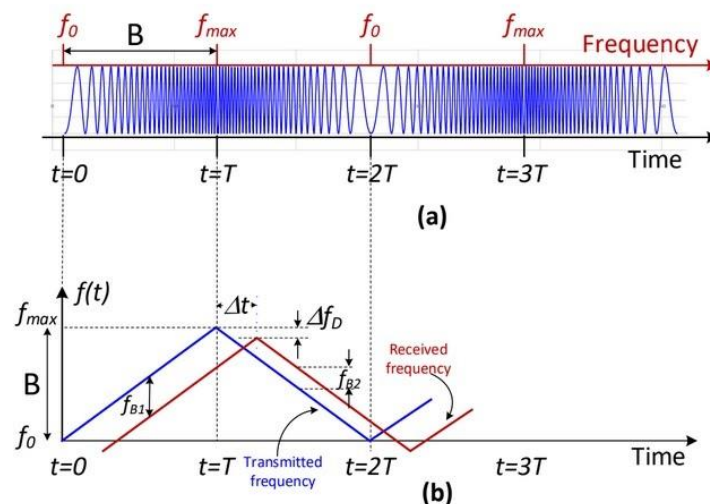 f0 B fmax f0 fmax Frequency
Time
t=0 t=T t=2T t=3T
(a)
f(t)
Δt
fmax ΔfD
Received
frequency
B fB1 fB2
f0
Time
t=0 t=T t=2T t=3T
Transmitted
frequency
(b)